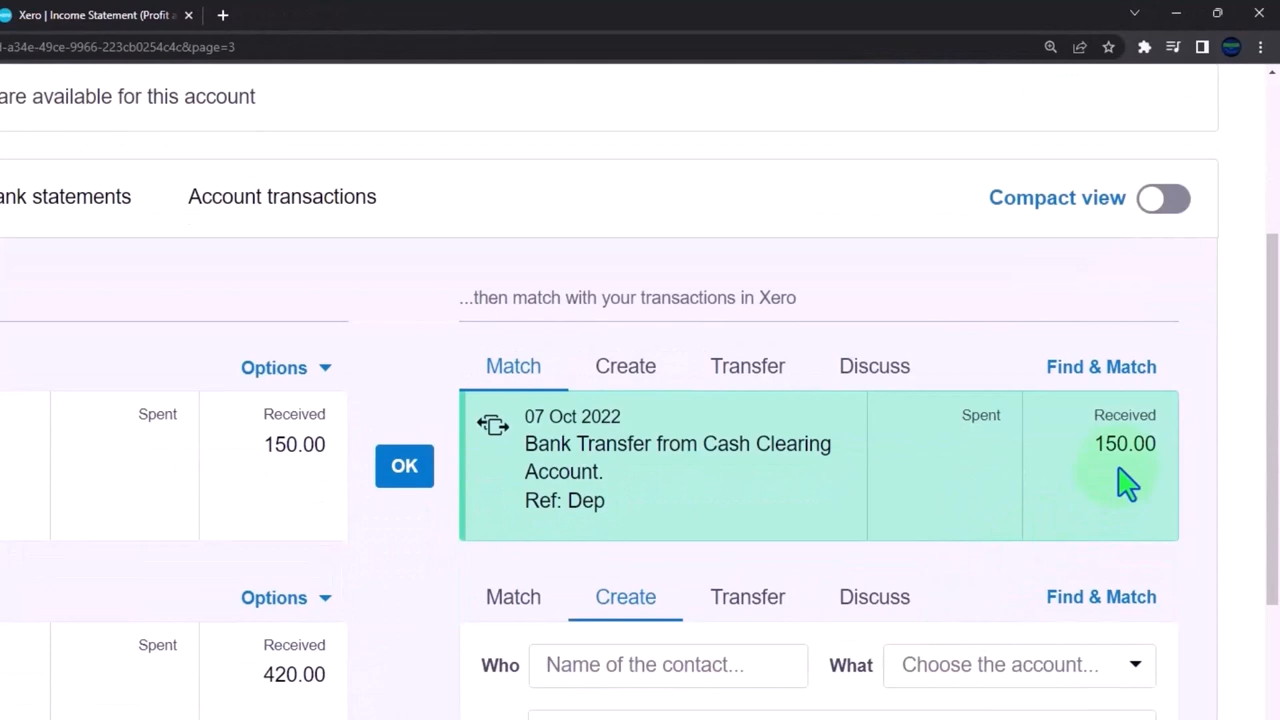 Xero | Income Statement (Profit a
-a34e-49ce-9966-223cb0254c4c&page=3
are available for this account
ank statements
Account transactions
Compact view
...then match with your transactions in Xero
Options
Match
Create
Transfer
Discuss
Find & Match
Spent
Received
150.00
OK
07 Oct 2022
Bank Transfer from Cash Clearing
Account.
Ref: Dep
Spent
Received
150.00
Options
Match
Create
Transfer
Discuss
Find & Match
Spent
Received
420.00
Who
Name of the contact...
What
Choose the account...